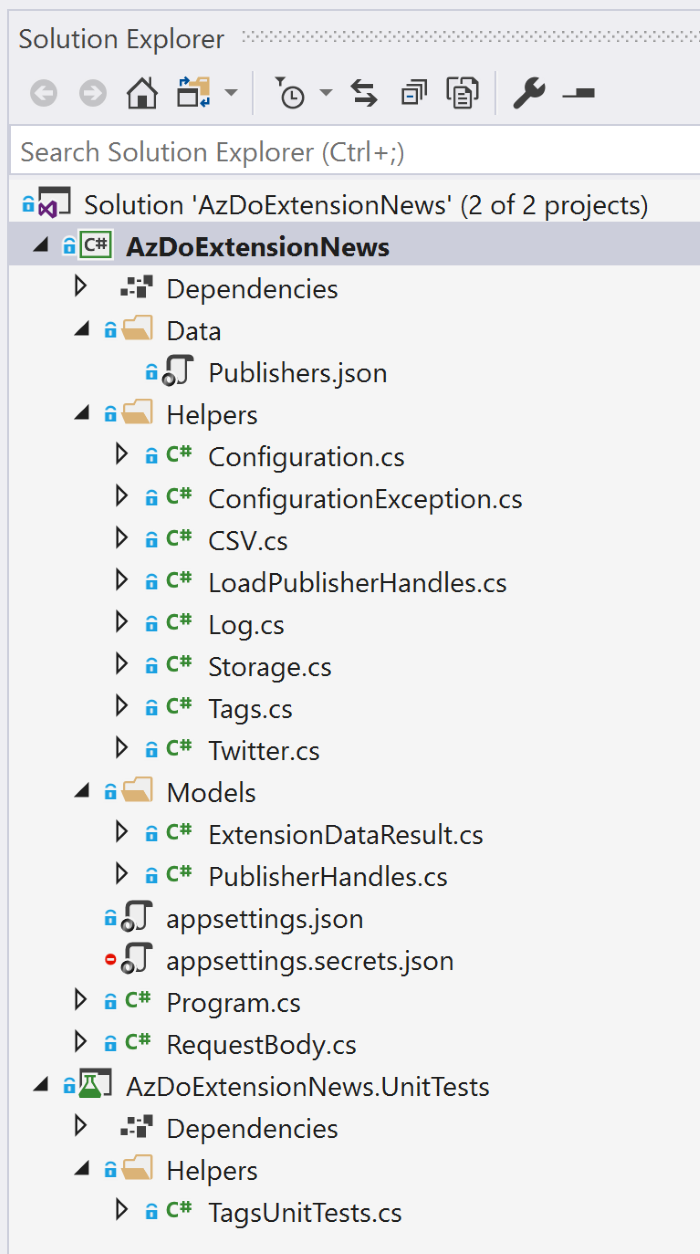 Solution Explorer
Search Solution Explorer (Ctrl+;)
Solution 'AzDoExtensionNews' (2 of 2 projects)
C# AzDoExtensionNews
Dependencies
Data
Publishers.json
Helpers
C# Configuration.cs
C# ConfigurationException.cs
C# CSV.cs
C# LoadPublisherHandles.cs
C# Log.cs
C# Storage.cs
C# Tags.cs
C# Twitter.cs
Models
C# ExtensionDataResult.cs
C# PublisherHandles.cs
appsettings.json
appsettings.secrets.json
C# Program.cs
C# RequestBody.cs
AzDoExtensionNews.UnitTests
Dependencies
Helpers
C# TagsUnitTests.cs